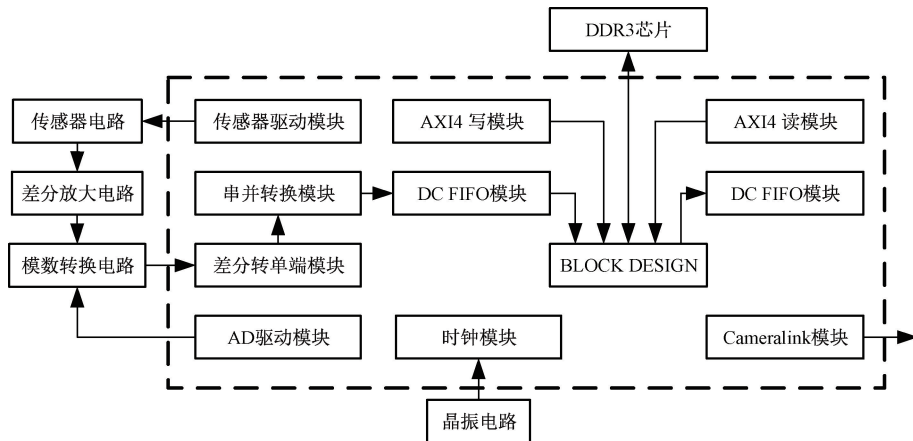 DDR3芯片
传感器电路
传感器驱动模块
AXI4 写模块
AXI4 读模块
差分放大电路
串并转换模块
DC FIFO模块
DC FIFO模块
模数转换电路
差分转单端模块
BLOCK DESIGN
AD驱动模块
时钟模块
Cameralink模块
晶振电路